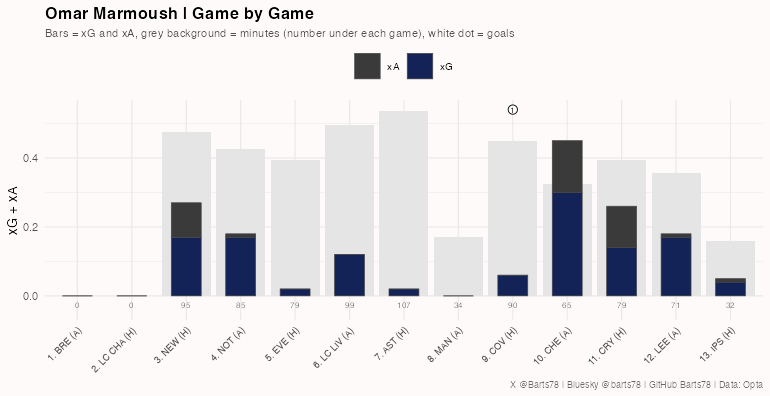 Omar Marmoush I Game by Game
Bars = xG and xA, grey background = minutes (number under each game), white dot = goals
xA xG
1
xG + xA
0.4
0.2
0.0
0 0 95 85 79 99 107 34 90 65 79 71 32
1. BRE (A) 2. LC CHA (H) 3. NEW (H) 4. NOT (A) 5. EVE (H) 6. LC LIV (A) 7. AST (H) 8. MAN (A) 9. COV (H) 10. CHE (A) 11. CRY (H) 12. LEE (A) 13. IPS (H)
X @Barts78 I Bluesky @barts78 I GitHub Barts78 I Data: Opta